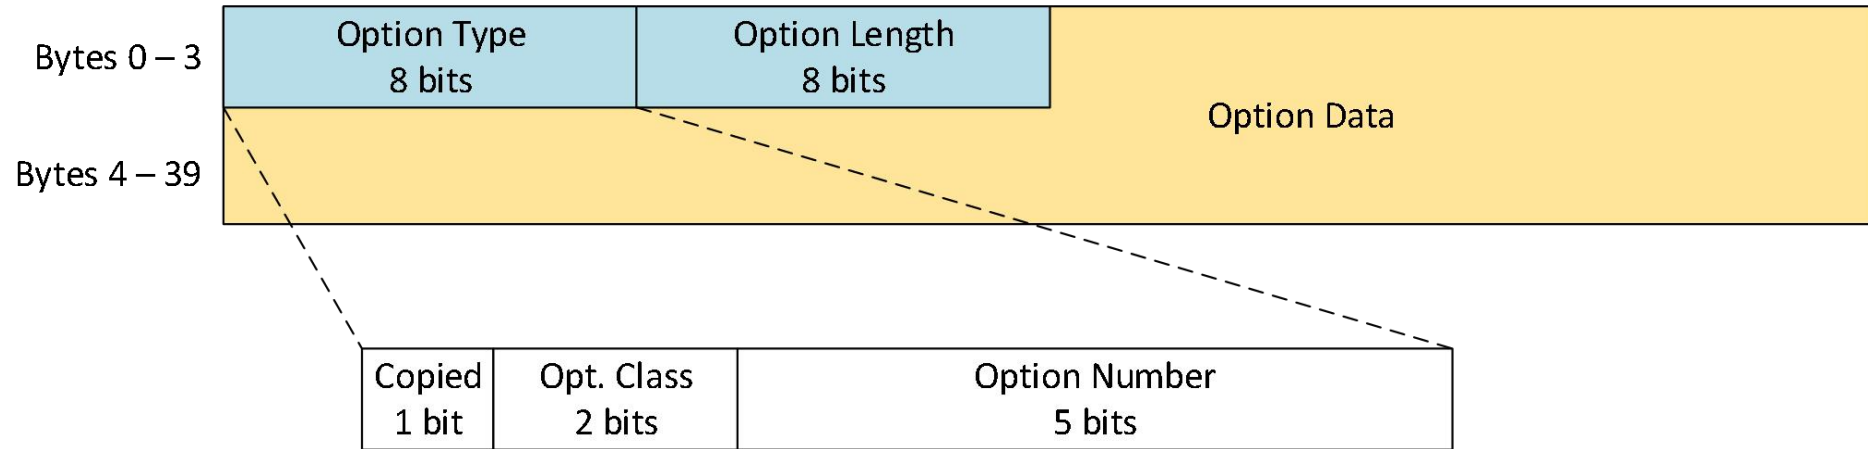 Bytes 0 – 3
Option Type
8 bits
Option Length
8 bits
Option Data
Bytes 4 – 39
Copied
1 bit
Opt. Class
2 bits
Option Number
5 bits